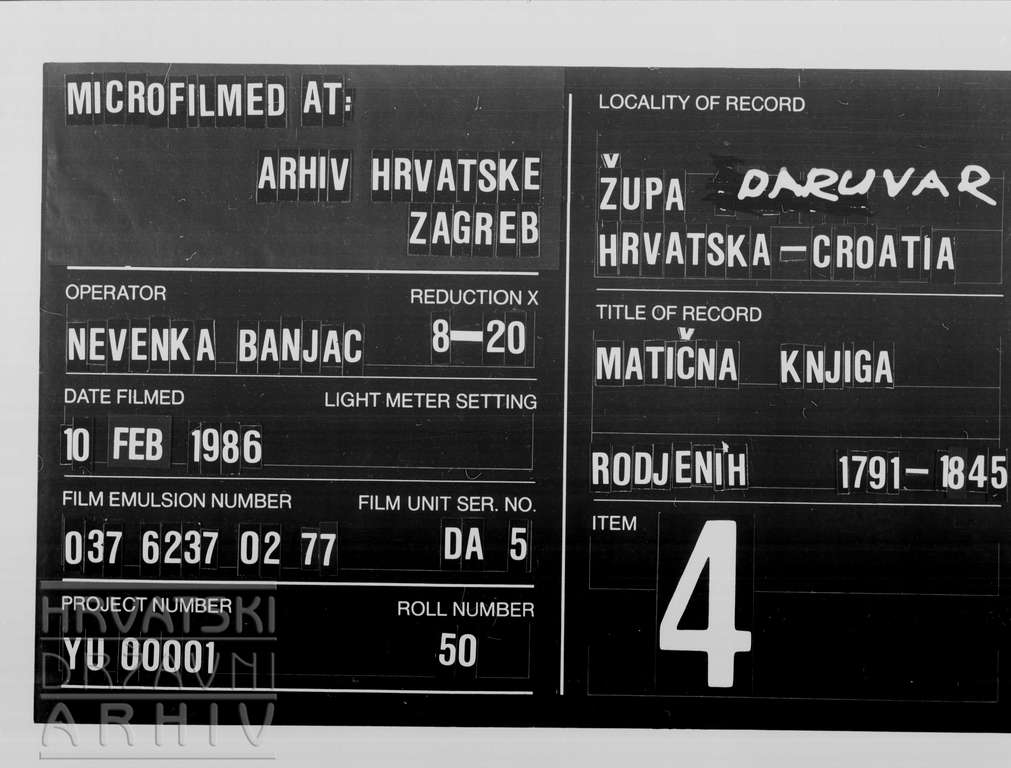 MICROFILMED AT:
ARHIV HRVATSKE
ZAGREB
OPERATOR REDUCTION X
NEVENKA BANJAC 8—20
DATE FILMED LIGHT METER SETTING
10 FEB 1986
FILM EMULSION NUMBER FILM UNIT SER. NO.
037 6237 02 77 DA 5
PROJECT NUMBER ROLL NUMBER
YU 00001 50
HRVATSKI
DRŽAVNI
ARHIV
LOCALITY OF RECORD
ŽUPA DARUVAR
HRVATSKA – CROATIA
TITLE OF RECORD
MATIČNA KNJIGA
RODJENIH 1791–1845
ITEM
4